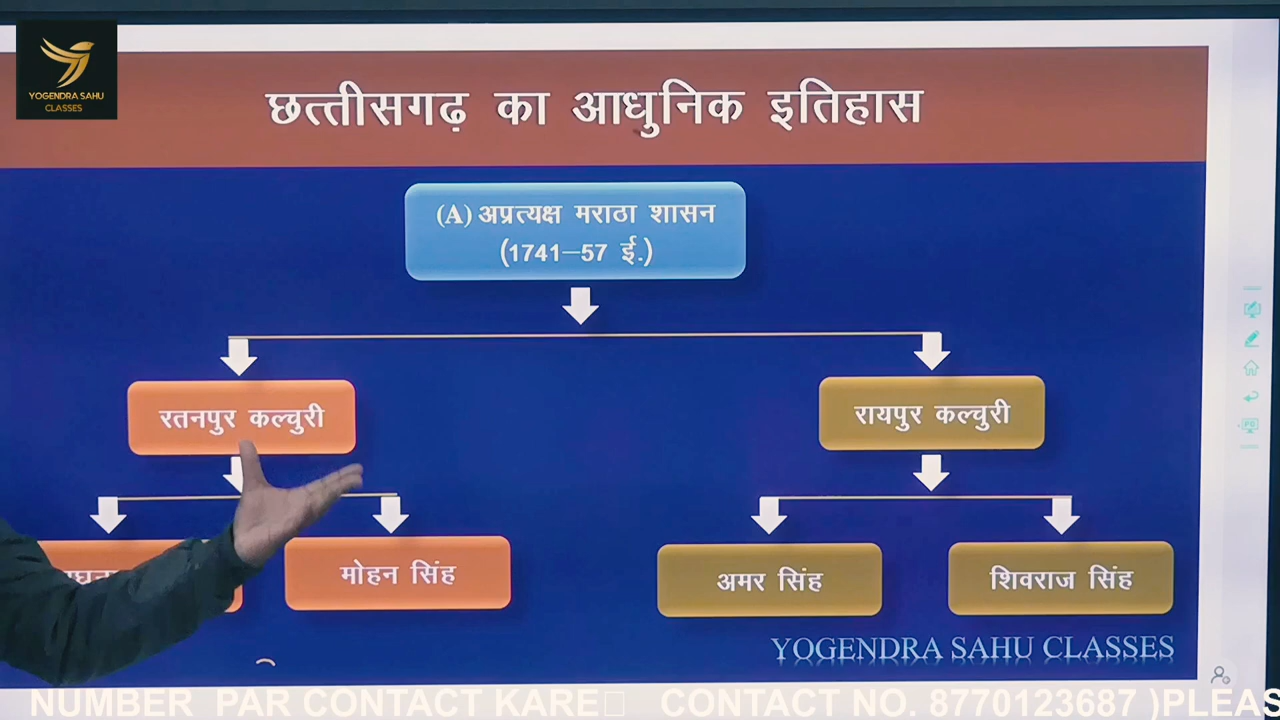 YOGENDRA SAHU
CLASSES
छत्तीसगढ़ का आधुनिक इतिहास
(A) अप्रत्यक्ष मराठा शासन
(1741–57 ई.)
रतनपुर कल्चुरी
रायपुर कल्चुरी
मोहन सिंह
अमर सिंह
शिवराज सिंह
YOGENDRA SAHU CLASSES
NUMBER PAR CONTACT KARE CONTACT NO. 8770123687 )PLEAS